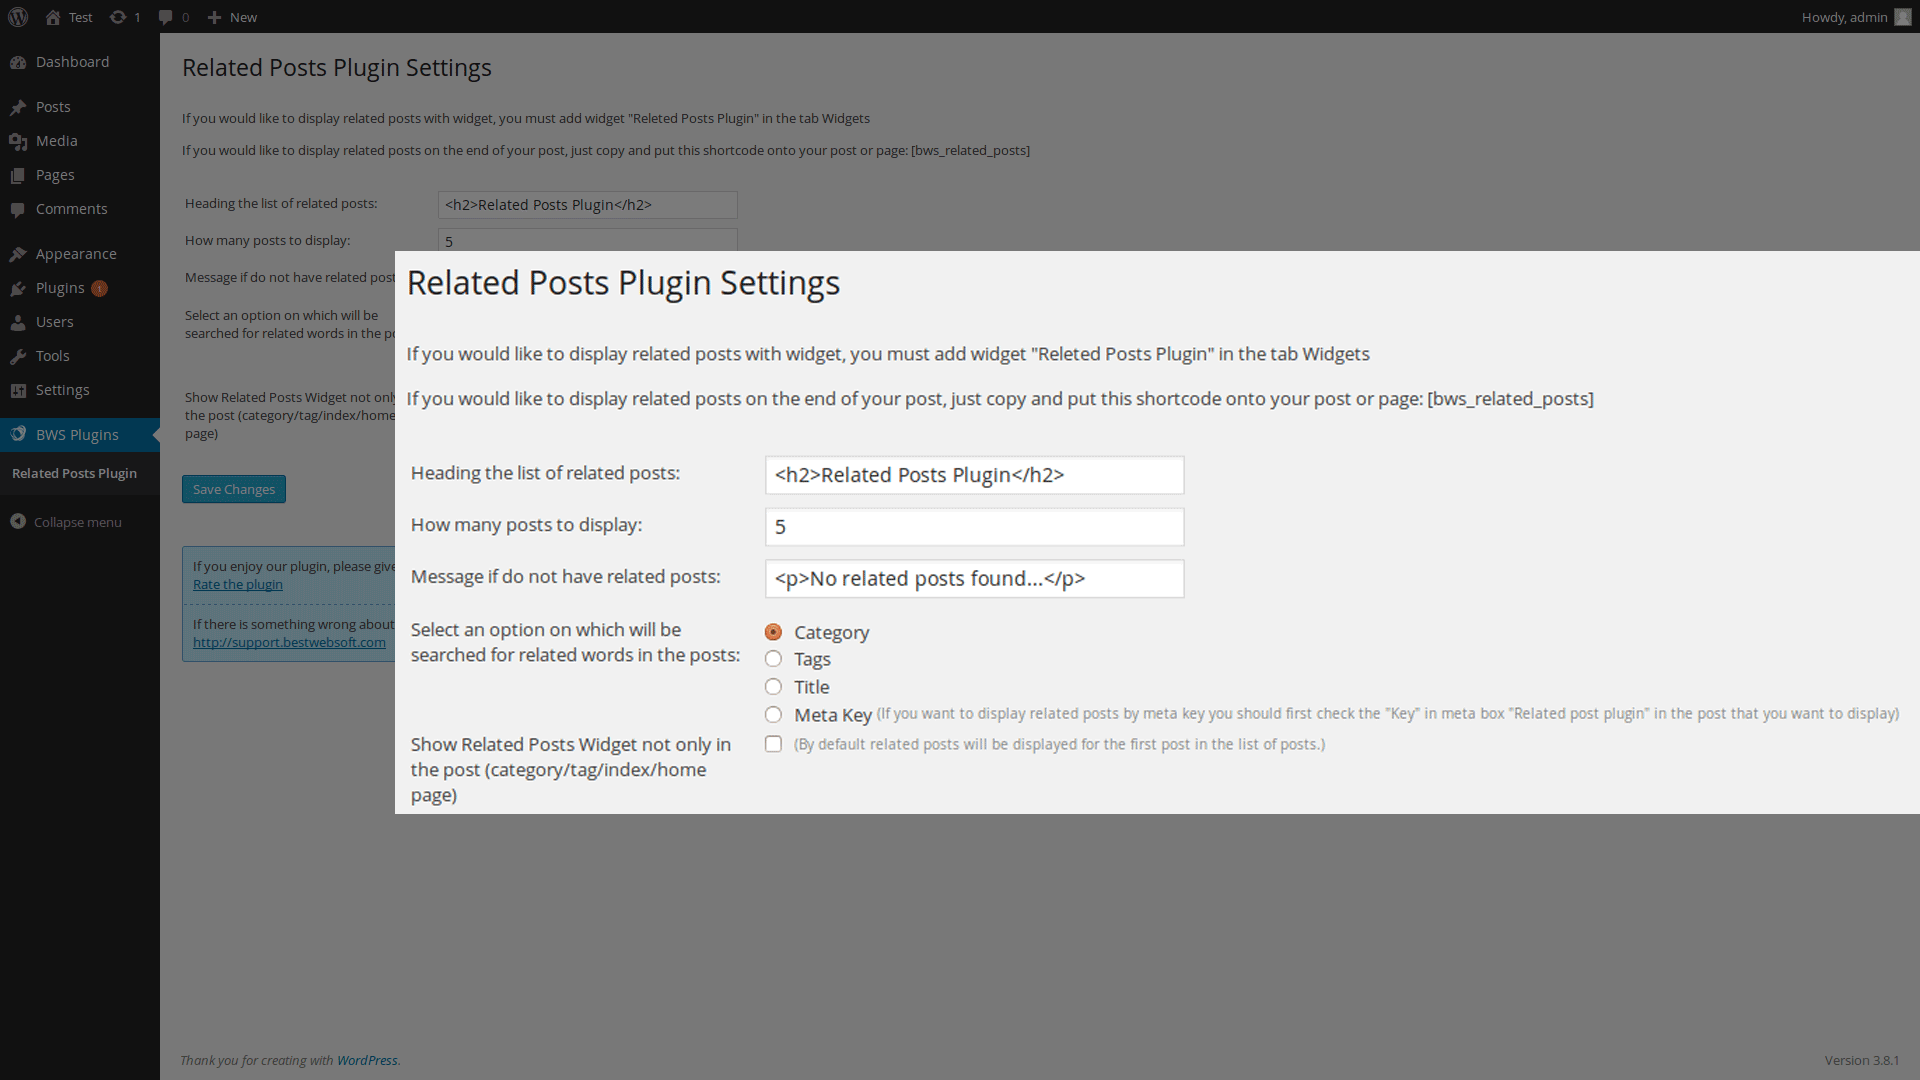 Test
1
0
New
Howdy, admin
Dashboard
Posts
Media
Pages
Comments
Appearance
Plugins 1
Users
Tools
Settings
BWS Plugins
Related Posts Plugin
Collapse menu
Related Posts Plugin Settings
If you would like to display related posts with widget, you must add widget "Releted Posts Plugin" in the tab Widgets
If you would like to display related posts on the end of your post, just copy and put this shortcode onto your post or page: [bws_related_posts]
Heading the list of related posts:
<h2>Related Posts Plugin</h2>
How many posts to display:
5
Message if do not have related post
Select an option on which will be
searched for related words in the po
Show Related Posts Widget not only
the post (category/tag/index/home
page)
Save Changes
If you enjoy our plugin, please give
Rate the plugin
If there is something wrong about
http://support.bestwebsoft.com
Related Posts Plugin Settings
If you would like to display related posts with widget, you must add widget "Releted Posts Plugin" in the tab Widgets
If you would like to display related posts on the end of your post, just copy and put this shortcode onto your post or page: [bws_related_posts]
Heading the list of related posts:
<h2>Related Posts Plugin</h2>
How many posts to display:
5
Message if do not have related posts:
<p>No related posts found...</p>
Select an option on which will be
searched for related words in the posts:
Category
Tags
Title
Meta Key (If you want to display related posts by meta key you should first check the "Key" in meta box "Related post plugin" in the post that you want to display)
Show Related Posts Widget not only in
the post (category/tag/index/home
page)
(By default related posts will be displayed for the first post in the list of posts.)
Thank you for creating with WordPress.
Version 3.8.1